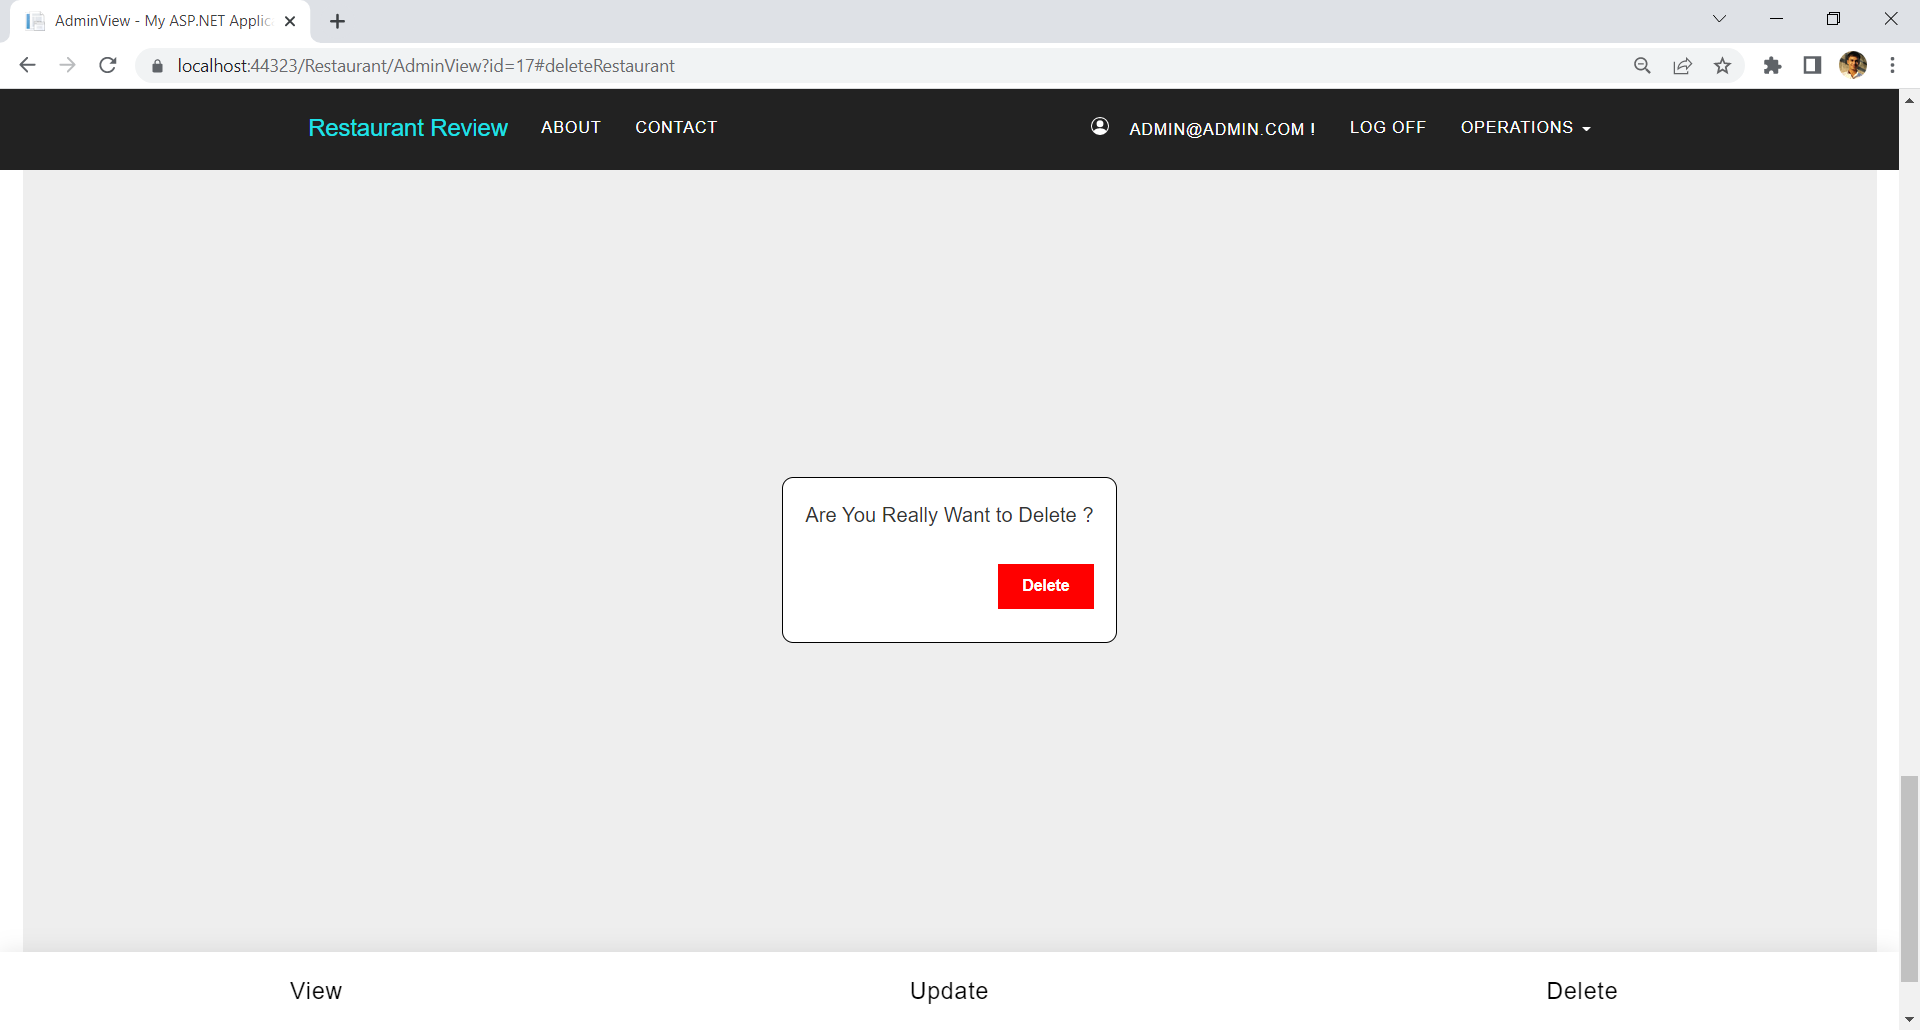 AdminView - My ASP.NET Applic
localhost:44323/Restaurant/AdminView?id=17#deleteRestaurant
Restaurant Review ABOUT CONTACT ADMIN@ADMIN.COM ! LOG OFF OPERATIONS
Are You Really Want to Delete ?
Delete
View Update Delete